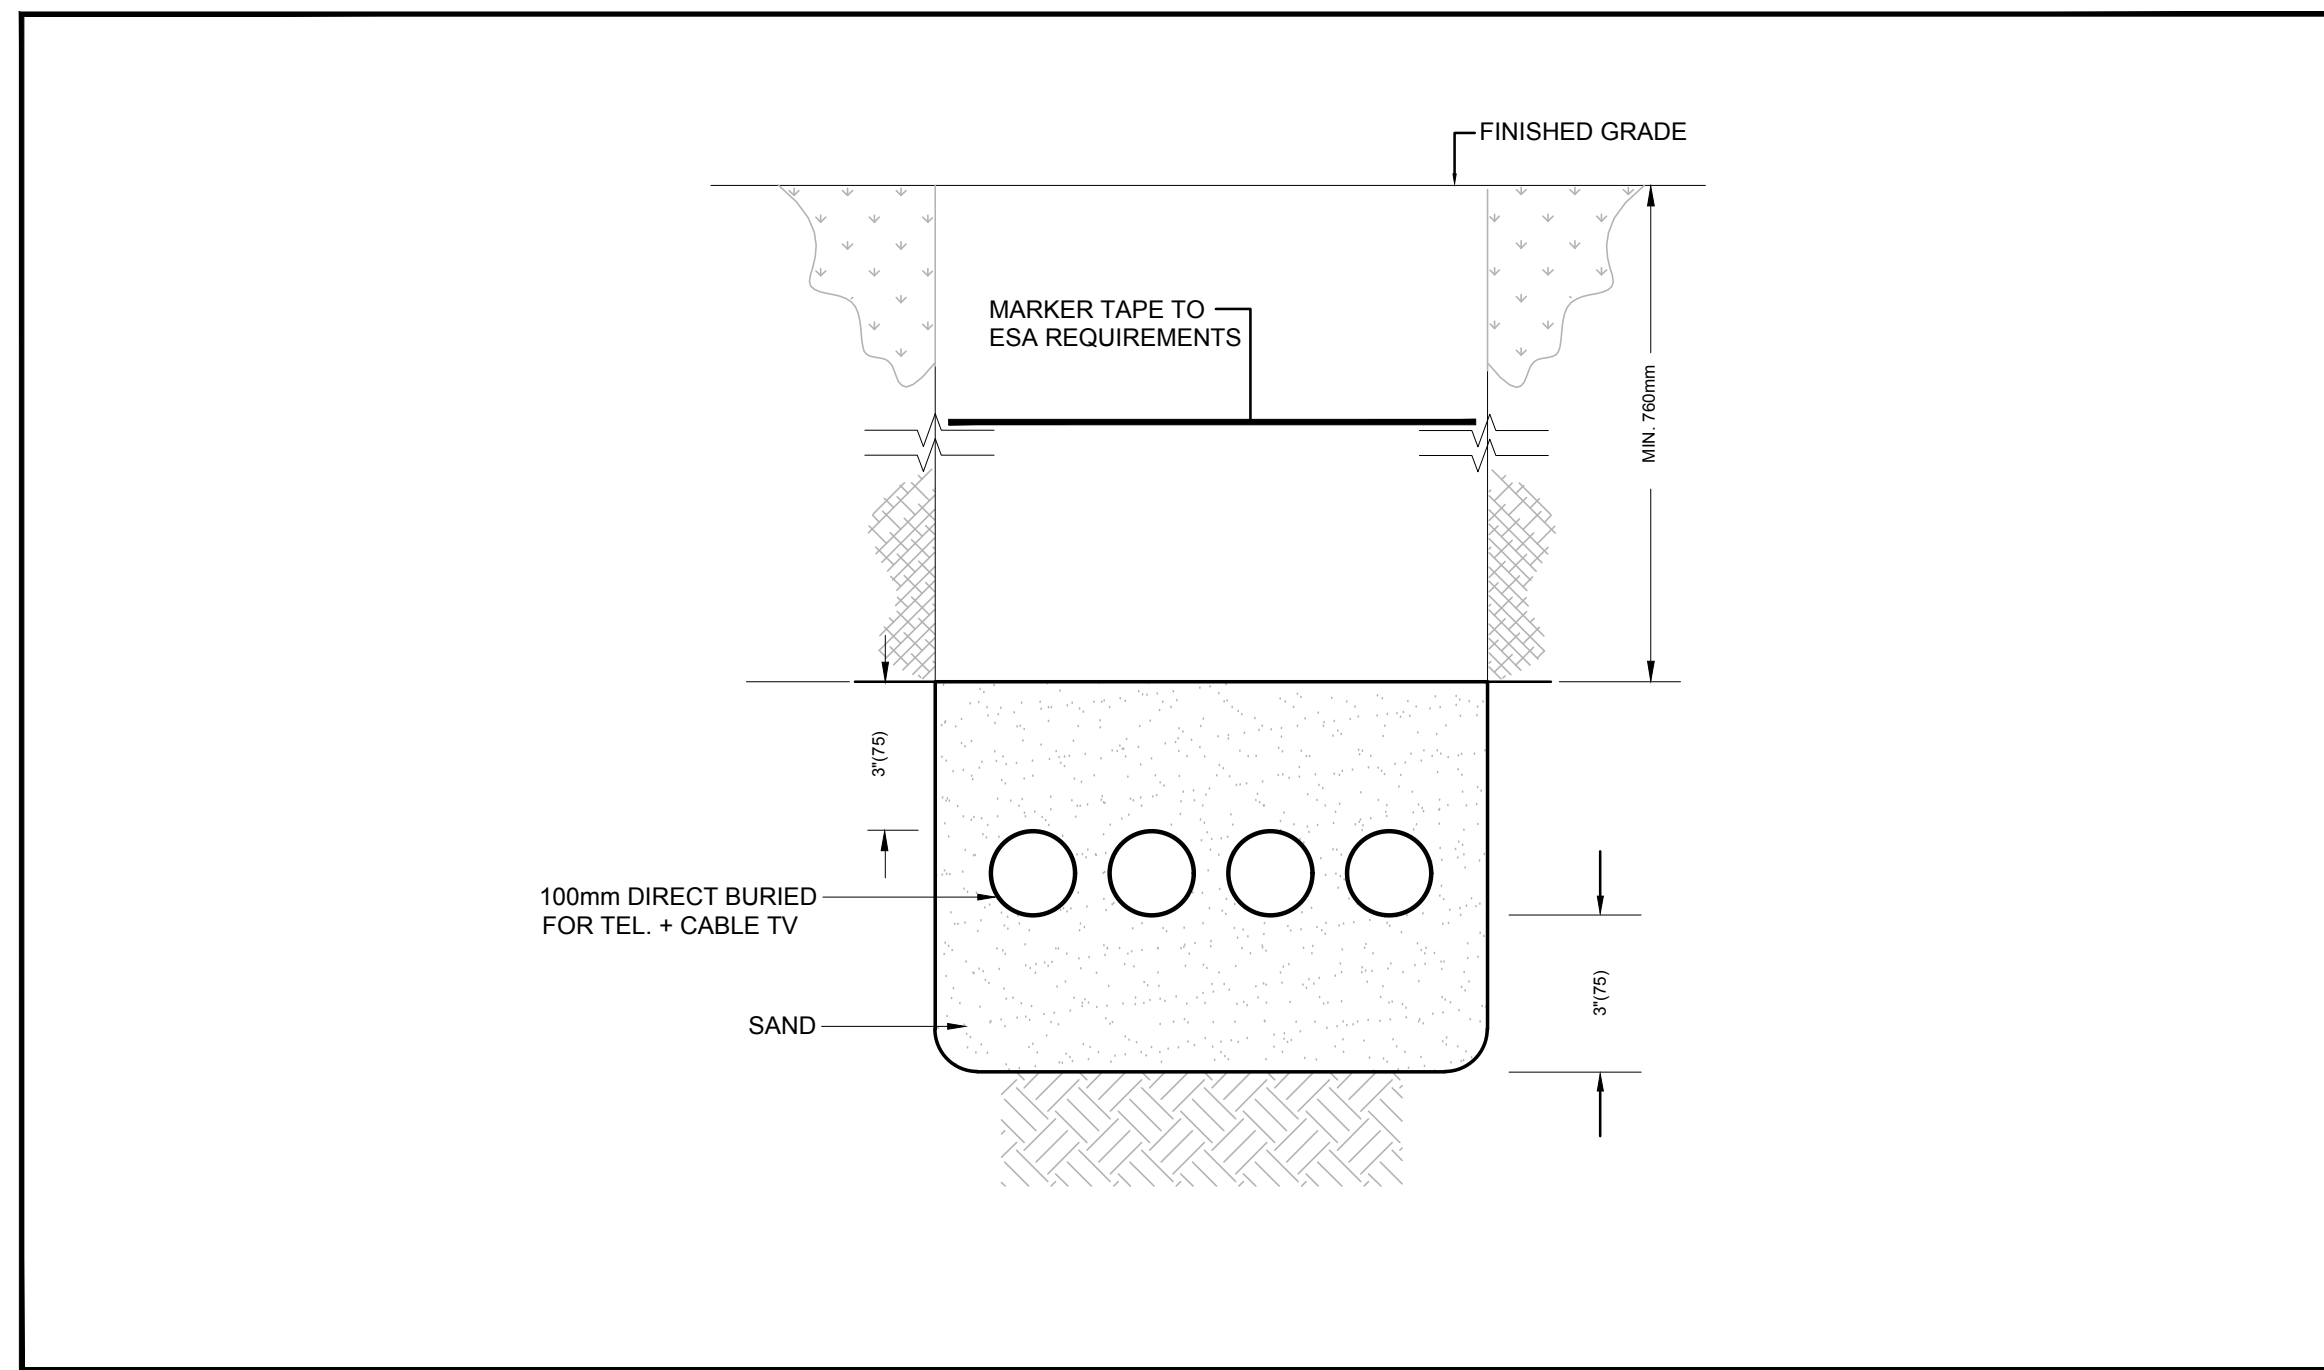 FINISHED GRADE
MARKER TAPE TO
ESA REQUIREMENTS
MIN. 760mm
3"(75)
100mm DIRECT BURIED
FOR TEL. + CABLE TV
3"(75)
SAND